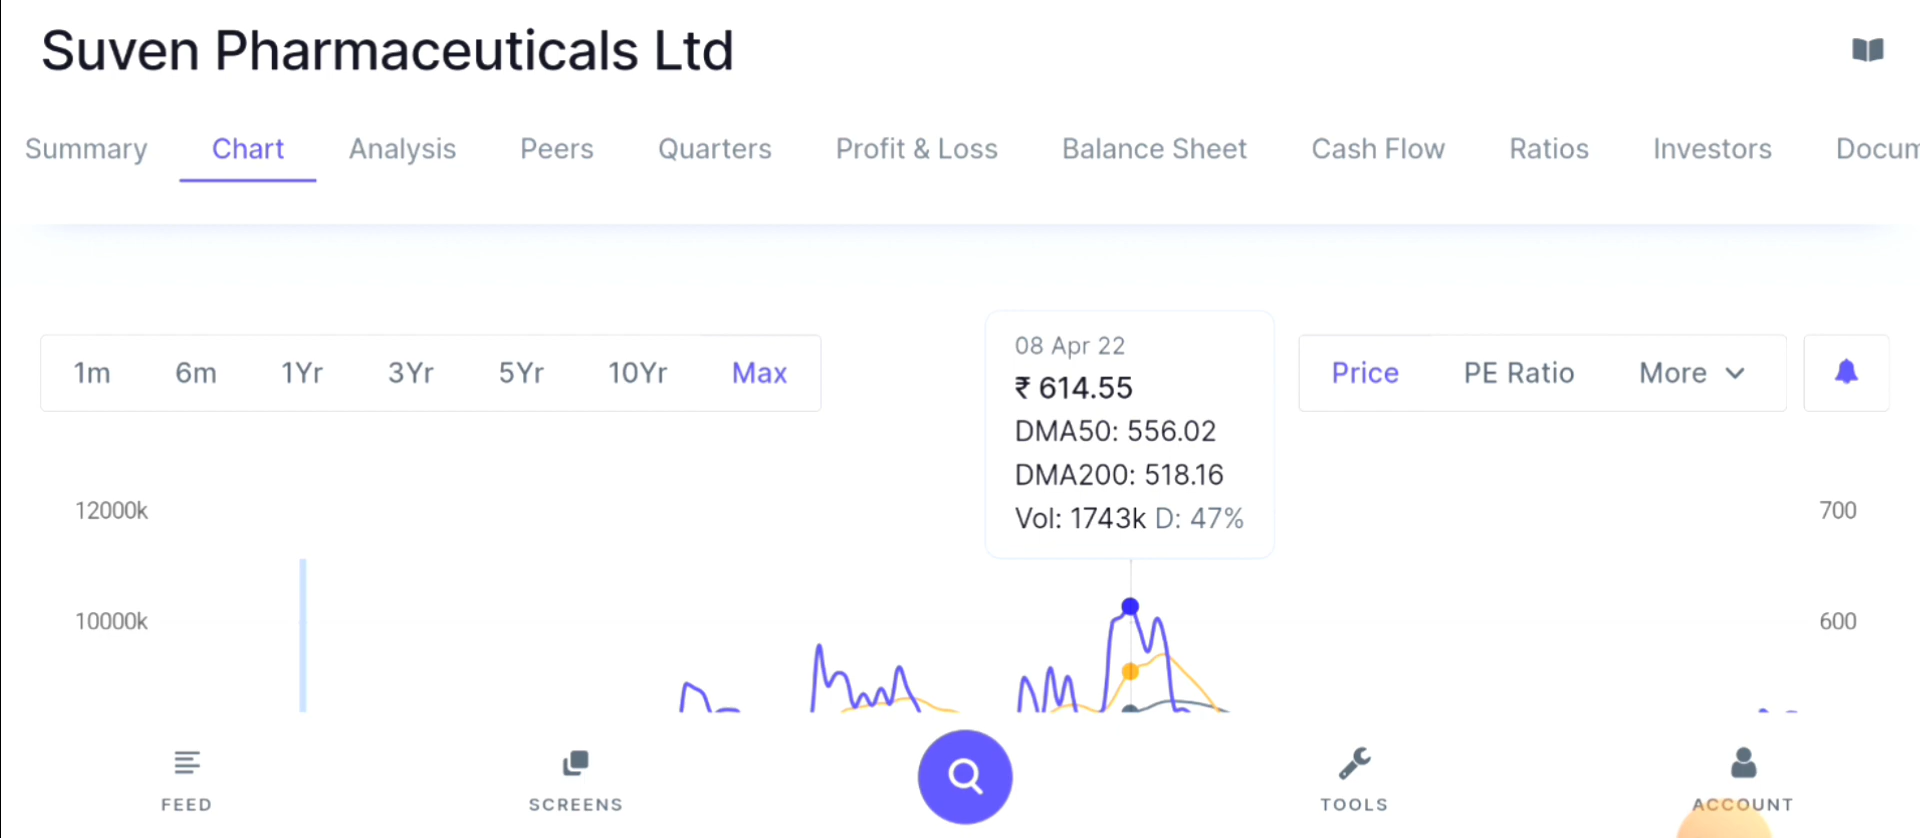 Suven Pharmaceuticals Ltd
Summary Chart Analysis Peers Quarters Profit & Loss Balance Sheet Cash Flow Ratios Investors Docum
1m 6m 1Yr 3Yr 5Yr 10Yr Max
08 Apr 22
₹ 614.55
DMA50: 556.02
DMA200: 518.16
Vol: 1743k D: 47%
Price PE Ratio More
12000k 700
10000k 600
FEED SCREENS TOOLS ACCOUNT